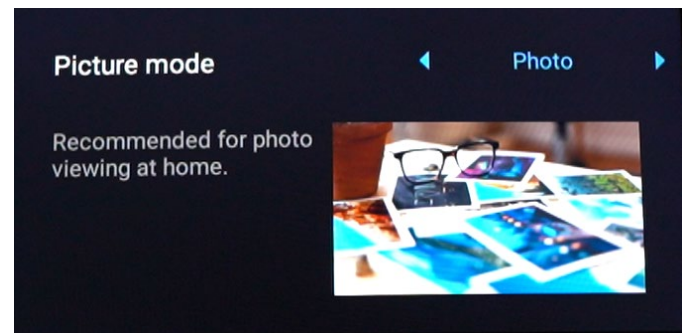 Picture mode
Photo
Recommended for photo
viewing at home.